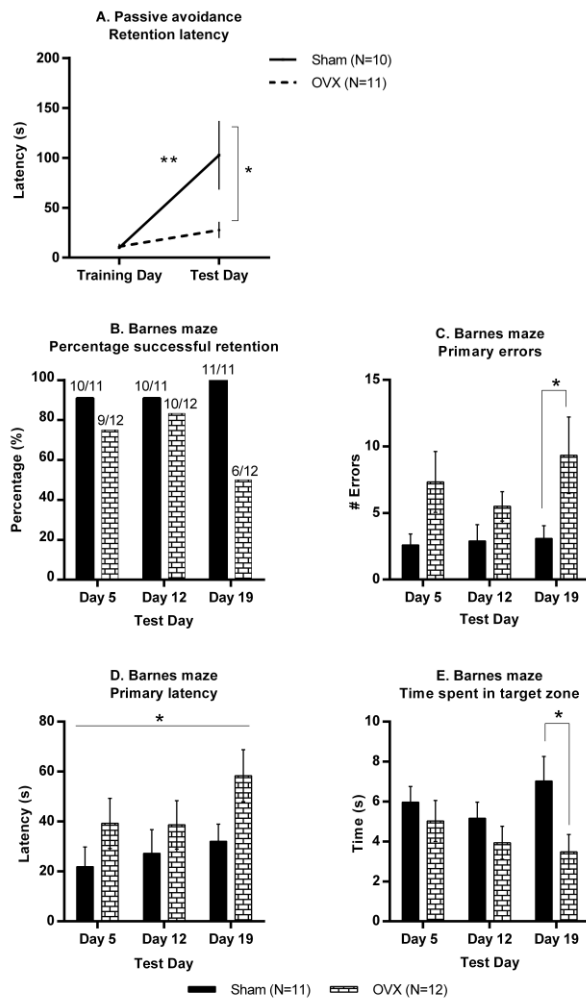 A. Passive avoidance
Retention latency
Sham (N=10)
OVX (N=11)
Latency (s)
200
150
100
50
0
**
*
Training Day Test Day
B. Barnes maze
Percentage successful retention
Percentage (%)
100
80
60
40
20
0
10/11
9/12
10/11
10/12
11/11
6/12
Day 5 Day 12 Day 19
Test Day
C. Barnes maze
Primary errors
# Errors
15
10
5
0
*
Day 5 Day 12 Day 19
Test Day
D. Barnes maze
Primary latency
Latency (s)
80
60
40
20
0
*
Day 5 Day 12 Day 19
Test Day
E. Barnes maze
Time spent in target zone
Time (s)
10
8
6
4
2
0
*
Day 5 Day 12 Day 19
Test Day
Sham (N=11) OVX (N=12)